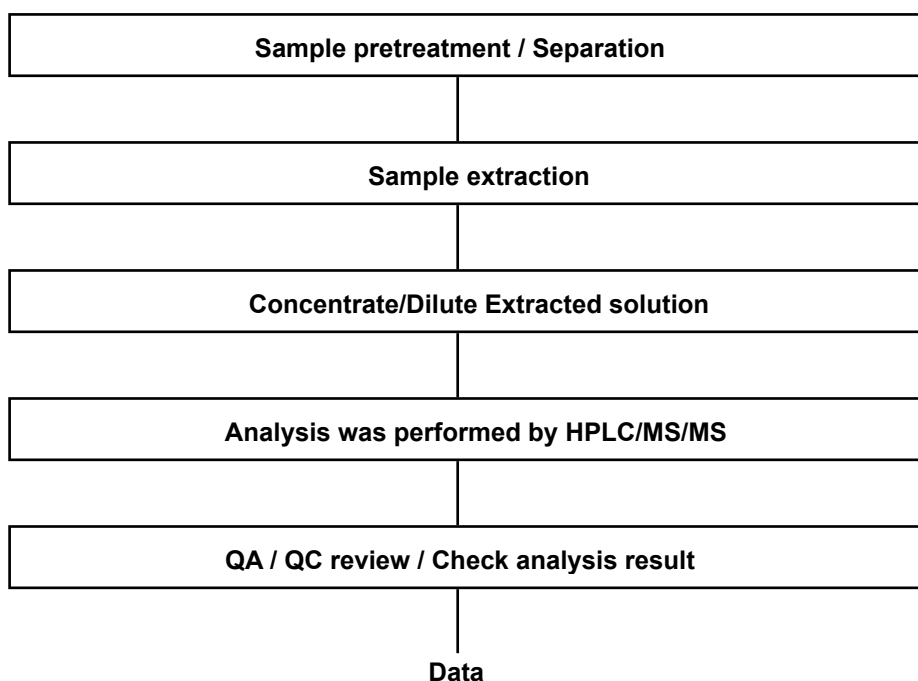 Sample pretreatment / Separation
Sample extraction
Concentrate/Dilute Extracted solution
Analysis was performed by HPLC/MS/MS
QA / QC review / Check analysis result
Data